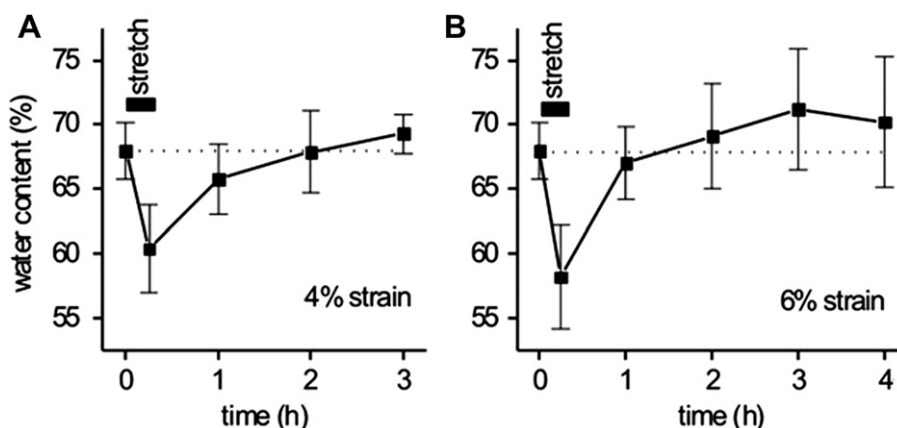 A
B
water content (%)
75
70
65
60
55
stretch
4% strain
0 1 2 3
time (h)
75
70
65
60
55
stretch
6% strain
0 1 2 3 4
time (h)